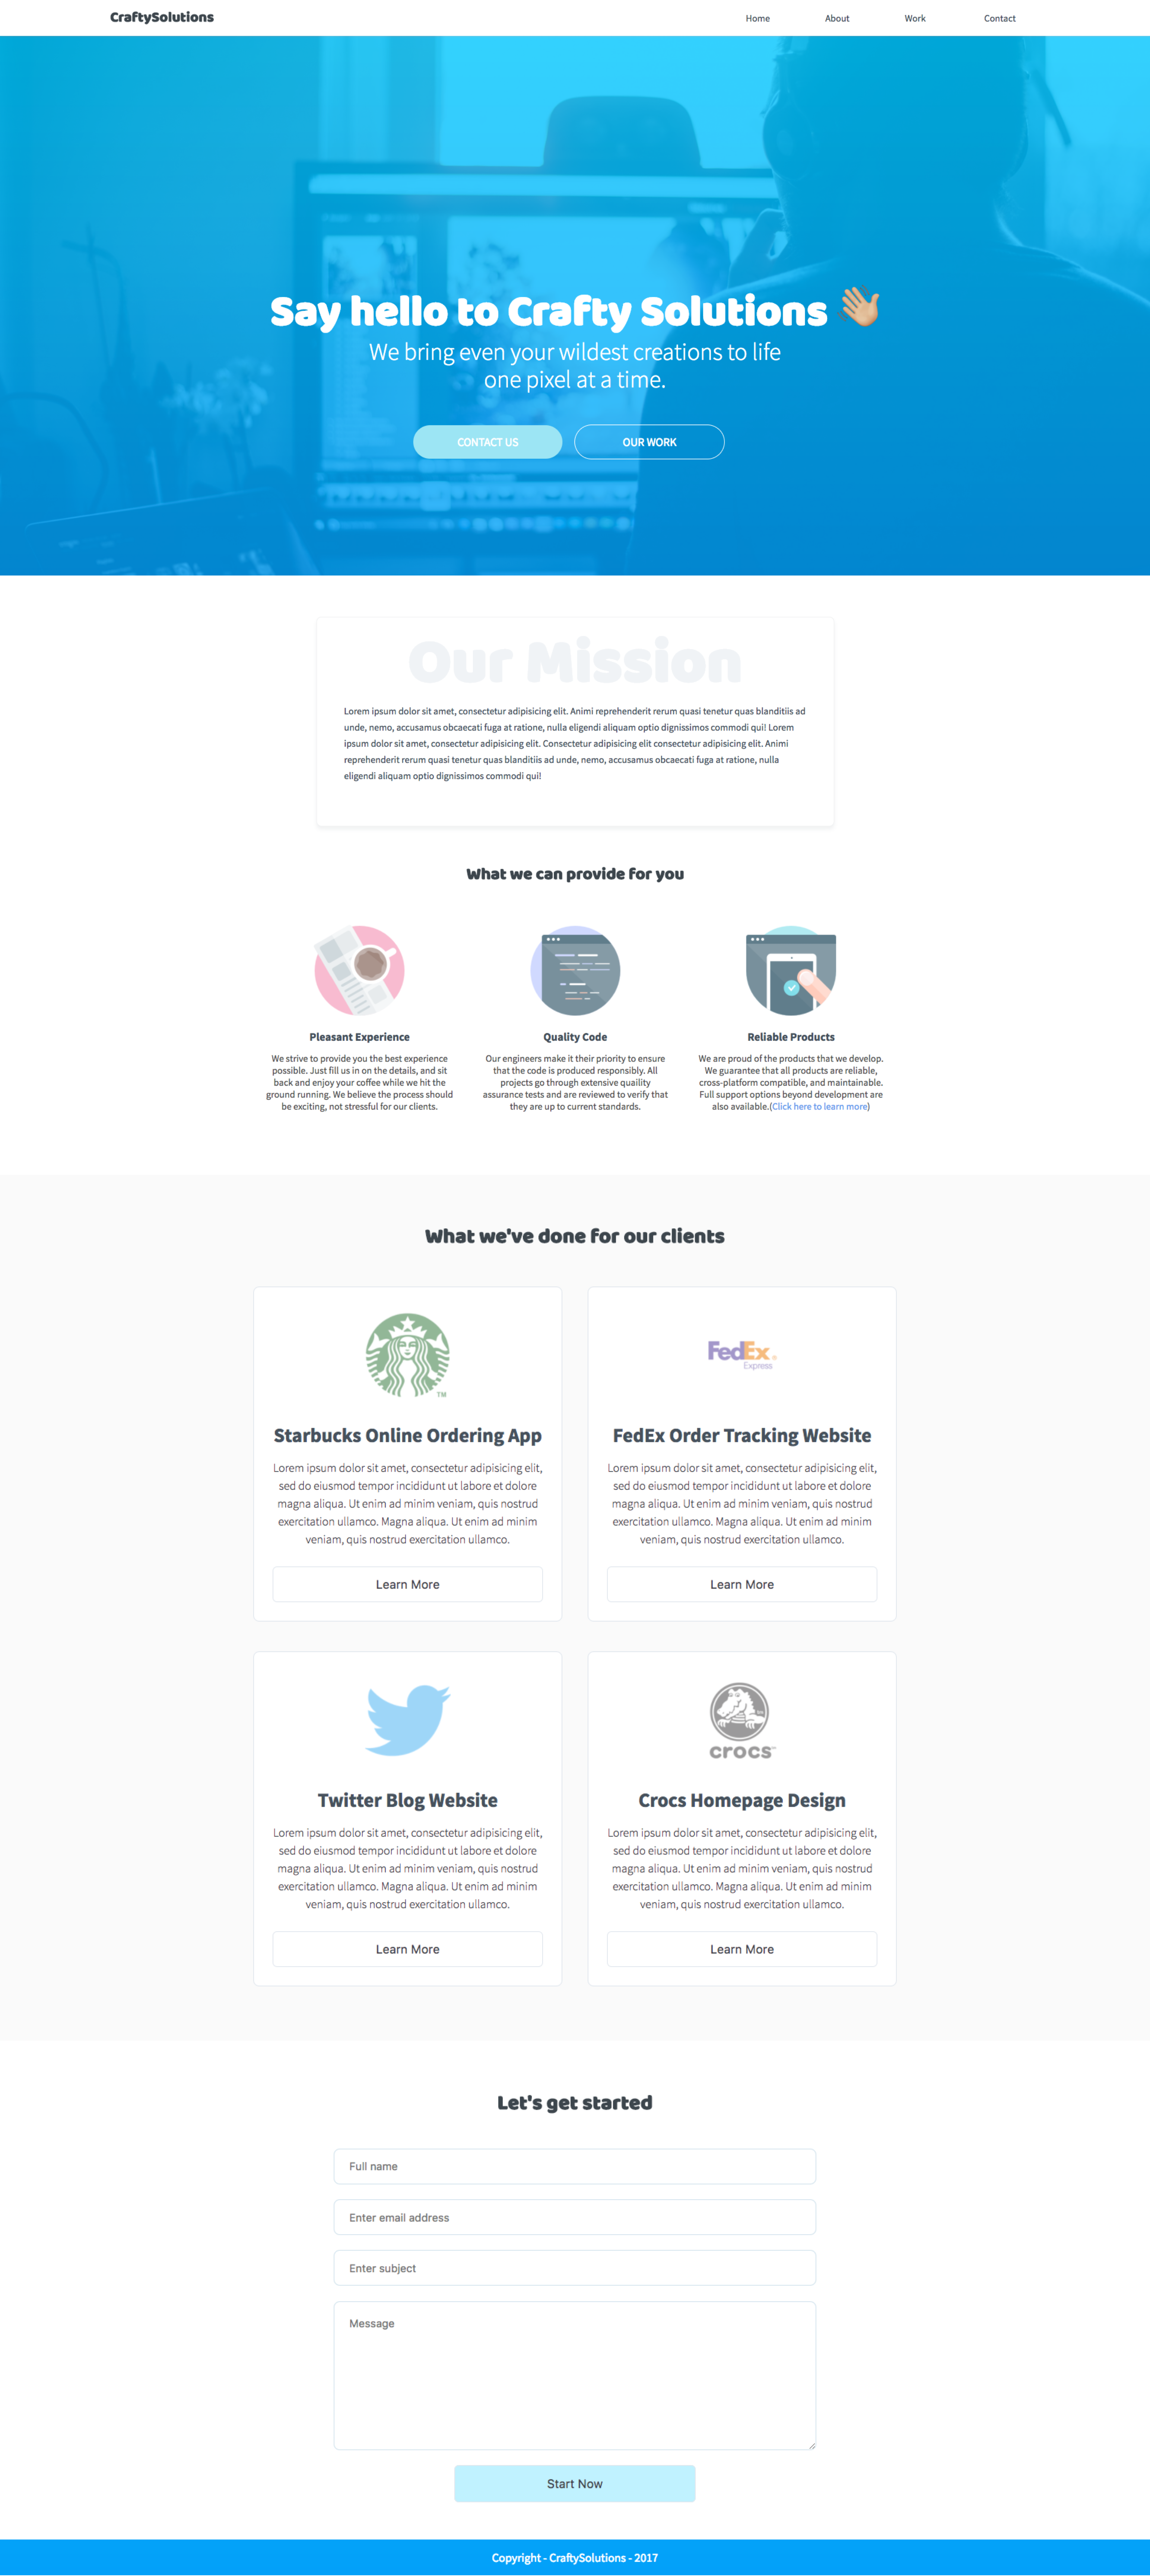 CraftySolutions
Home
About
Work
Contact
Say hello to Crafty Solutions 👋🏼
We bring even your wildest creations to life
one pixel at a time.
CONTACT US
OUR WORK
Our Mission
Lorem ipsum dolor sit amet, consectetur adipisicing elit. Animi reprehenderit rerum quasi tenetur quas blanditiis ad
unde, nemo, accusamus obcaecati fuga at ratione, nulla eligendi aliquam optio dignissimos commodi qui! Lorem
ipsum dolor sit amet, consectetur adipisicing elit. Consectetur adipisicing elit consectetur adipisicing elit. Animi
reprehenderit rerum quasi tenetur quas blanditiis ad unde, nemo, accusamus obcaecati fuga at ratione, nulla
eligendi aliquam optio dignissimos commodi qui!
What we can provide for you
Pleasant Experience
We strive to provide you the best experience
possible. Just fill us in on the details, and sit
back and enjoy your coffee while we hit the
ground running. We believe the process should
be exciting, not stressful for our clients.
Quality Code
Our engineers make it their priority to ensure
that the code is produced responsibly. All
projects go through extensive quaility
assurance tests and are reviewed to verify that
they are up to current standards.
Reliable Products
We are proud of the products that we develop.
We guarantee that all products are reliable,
cross-platform compatible, and maintainable.
Full support options beyond development are
also available.(Click here to learn more)
What we've done for our clients
TM
Starbucks Online Ordering App
Lorem ipsum dolor sit amet, consectetur adipisicing elit,
sed do eiusmod tempor incididunt ut labore et dolore
magna aliqua. Ut enim ad minim veniam, quis nostrud
exercitation ullamco. Magna aliqua. Ut enim ad minim
veniam, quis nostrud exercitation ullamco.
Learn More
FedEx®
Express
FedEx Order Tracking Website
Lorem ipsum dolor sit amet, consectetur adipisicing elit,
sed do eiusmod tempor incididunt ut labore et dolore
magna aliqua. Ut enim ad minim veniam, quis nostrud
exercitation ullamco. Magna aliqua. Ut enim ad minim
veniam, quis nostrud exercitation ullamco.
Learn More
Twitter Blog Website
Lorem ipsum dolor sit amet, consectetur adipisicing elit,
sed do eiusmod tempor incididunt ut labore et dolore
magna aliqua. Ut enim ad minim veniam, quis nostrud
exercitation ullamco. Magna aliqua. Ut enim ad minim
veniam, quis nostrud exercitation ullamco.
Learn More
crocs™
Crocs Homepage Design
Lorem ipsum dolor sit amet, consectetur adipisicing elit,
sed do eiusmod tempor incididunt ut labore et dolore
magna aliqua. Ut enim ad minim veniam, quis nostrud
exercitation ullamco. Magna aliqua. Ut enim ad minim
veniam, quis nostrud exercitation ullamco.
Learn More
Let's get started
Full name
Enter email address
Enter subject
Message
Start Now
Copyright - CraftySolutions - 2017